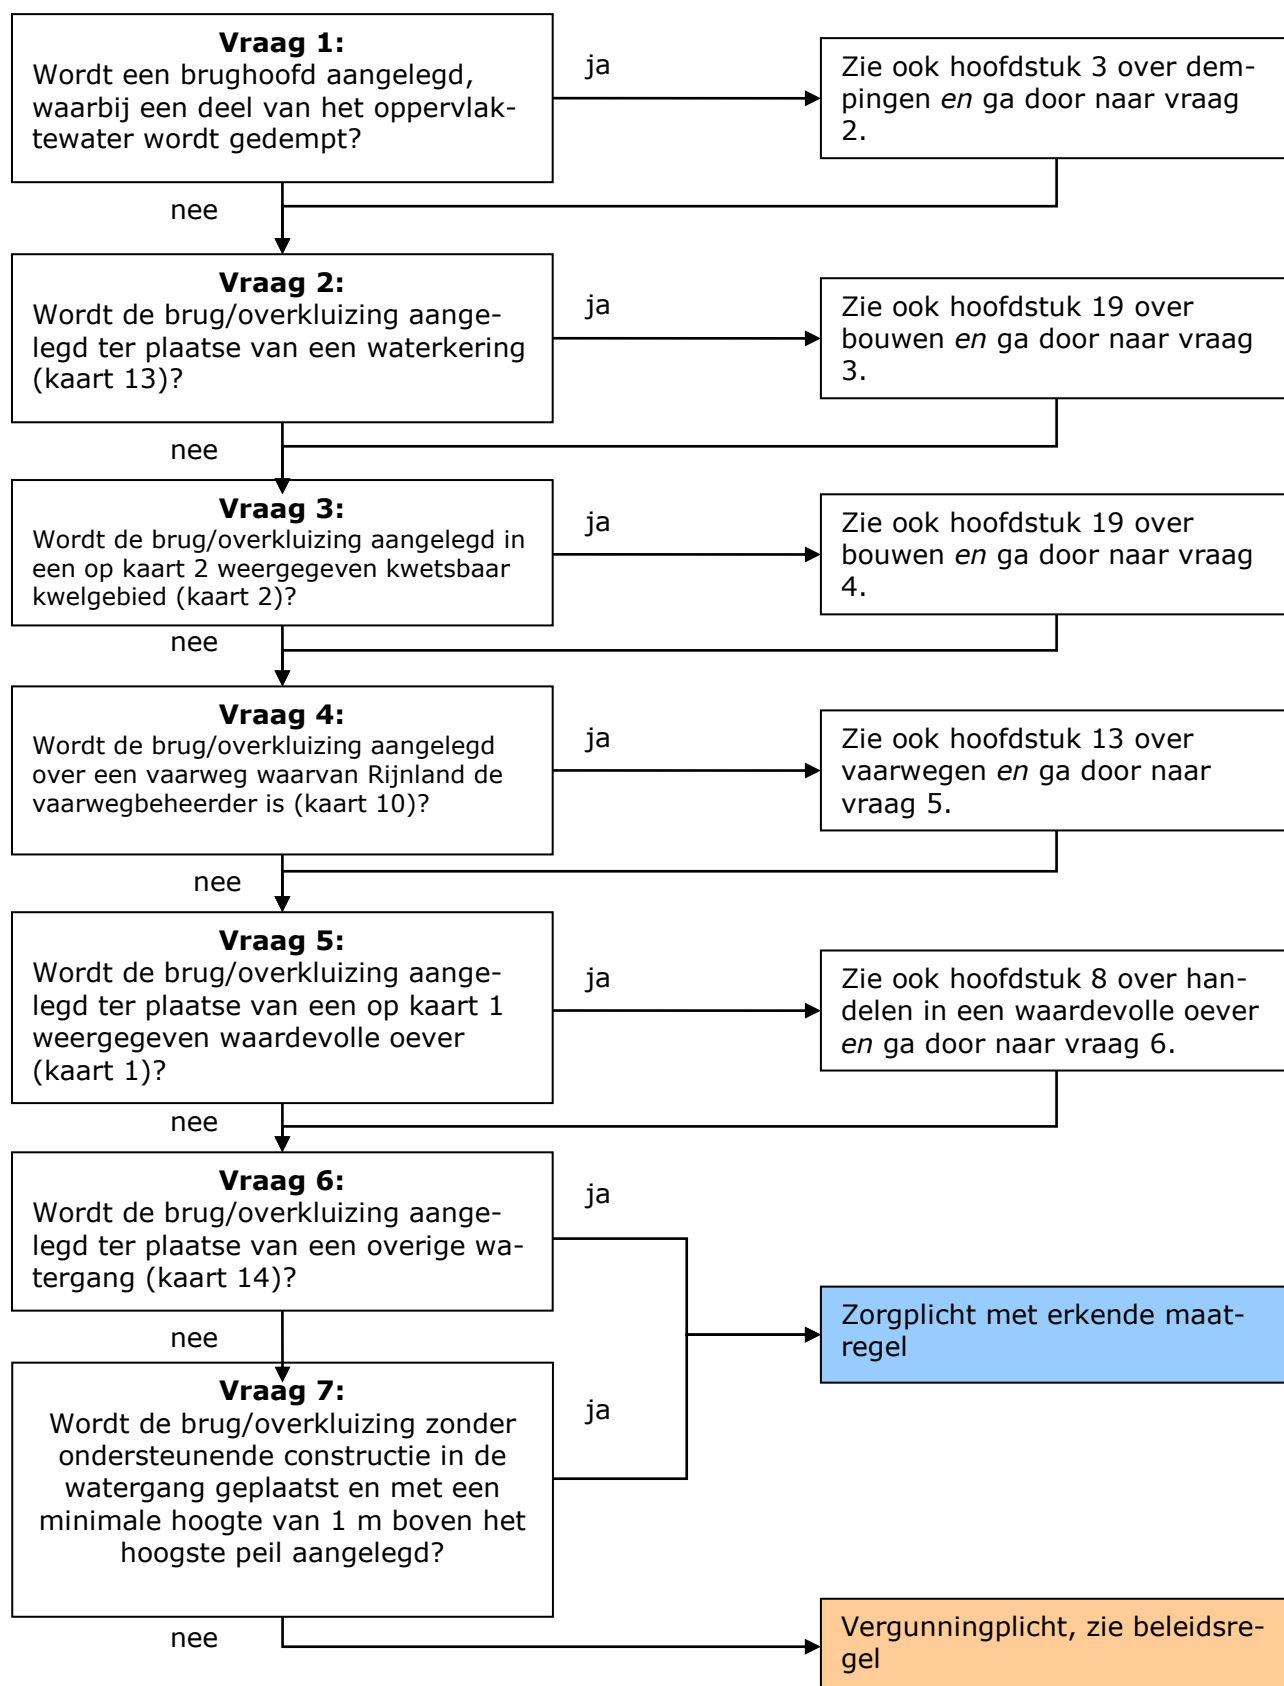 Vraag 1:
Wordt een brughoofd aangelegd,
waarbij een deel van het oppervlak-
tewater wordt gedempt?
ja
Zie ook hoofdstuk 3 over dem-
pingen en ga door naar vraag
2.
nee
Vraag 2:
Wordt de brug/overkluizing aange-
legd ter plaatse van een waterkering
(kaart 13)?
ja
Zie ook hoofdstuk 19 over
bouwen en ga door naar vraag
3.
nee
Vraag 3:
Wordt de brug/overkluizing aangelegd in
een op kaart 2 weergegeven kwetsbaar
kwelgebied (kaart 2)?
ja
Zie ook hoofdstuk 19 over
bouwen en ga door naar vraag
4.
nee
Vraag 4:
Wordt de brug/overkluizing aangelegd
over een vaarweg waarvan Rijnland de
vaarwegbeheerder is (kaart 10)?
ja
Zie ook hoofdstuk 13 over
vaarwegen en ga door naar
vraag 5.
nee
Vraag 5:
Wordt de brug/overkluizing aange-
legd ter plaatse van een op kaart 1
weergegeven waardevolle oever
(kaart 1)?
ja
Zie ook hoofdstuk 8 over han-
delen in een waardevolle oever
en ga door naar vraag 6.
nee
Vraag 6:
Wordt de brug/overkluizing aange-
legd ter plaatse van een overige wa-
tergang (kaart 14)?
ja
Zorgplicht met erkende maat-
regel
nee
Vraag 7:
Wordt de brug/overkluizing zonder
ondersteunende constructie in de
watergang geplaatst en met een
minimale hoogte van 1 m boven het
hoogste peil aangelegd?
ja
nee
Vergunningplicht, zie beleidsre-
gel